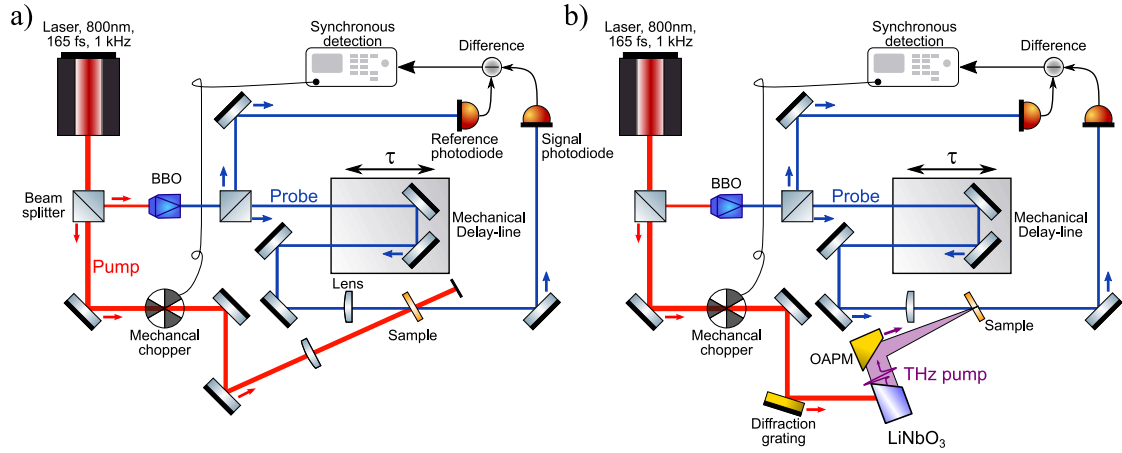 a)
Laser, 800nm,
165 fs, 1 kHz
Synchronous
detection
Difference
Reference
photodiode
Signal
photodiode
τ
BBO
Beam
splitter
Probe
Mechanical
Delay-line
Pump
Lens
Mechancal
chopper
Sample
b)
Laser, 800nm,
165 fs, 1 kHz
Synchronous
detection
Difference
τ
BBO
Probe
Mechanical
Delay-line
Mechancal
chopper
Sample
OAPM
THz pump
Diffraction
grating
LiNbO₃